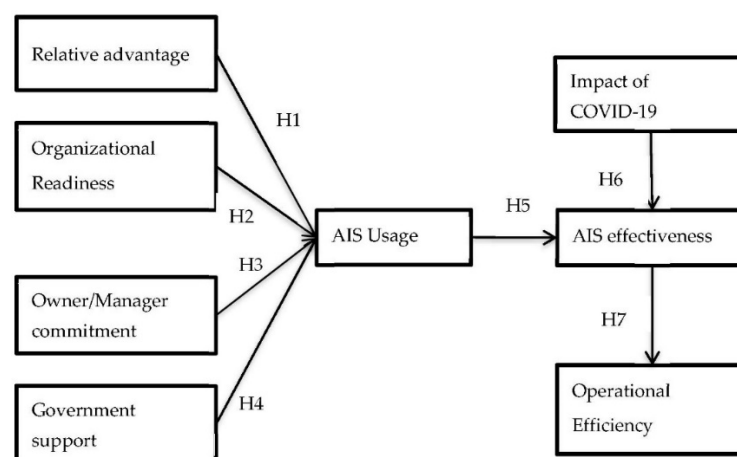 Relative advantage
H1
Organizational
Readiness
H2
Owner/Manager
commitment
H3
Government
support
H4
AIS Usage
H5
Impact of
COVID-19
H6
AIS effectiveness
H7
Operational
Efficiency